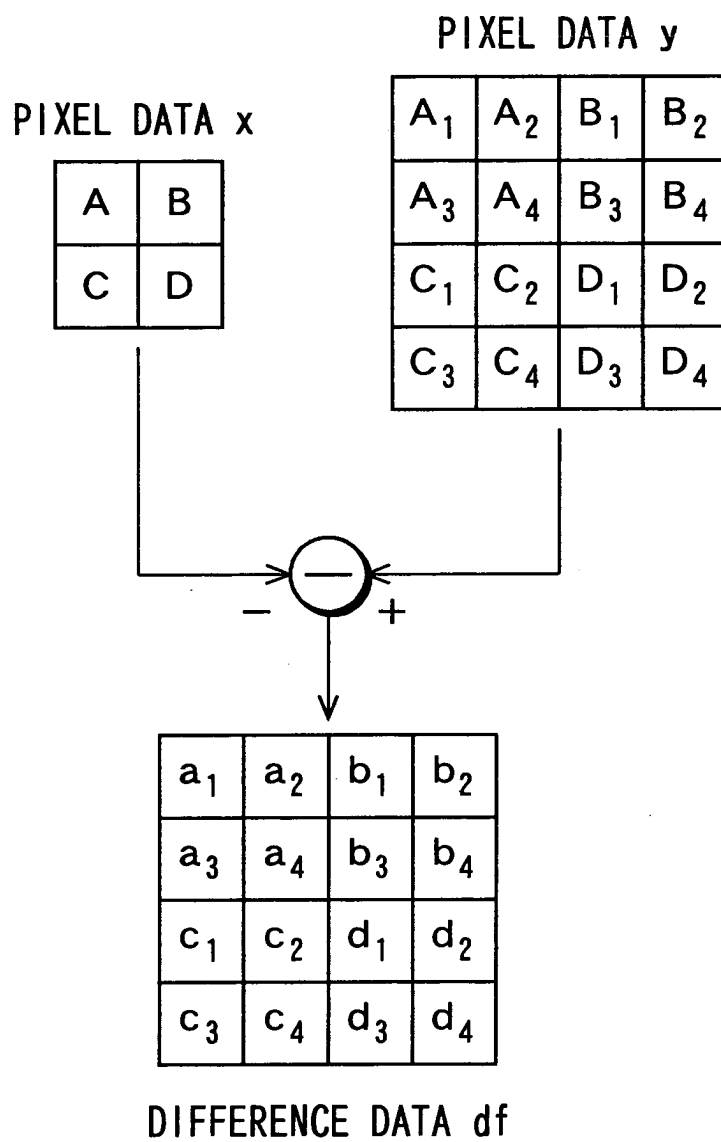 PIXEL DATA y
A₁ A₂ B₁ B₂
A₃ A₄ B₃ B₄
C₁ C₂ D₁ D₂
C₃ C₄ D₃ D₄
PIXEL DATA x
A B
C D
−
− +
a₁ a₂ b₁ b₂
a₃ a₄ b₃ b₄
c₁ c₂ d₁ d₂
c₃ c₄ d₃ d₄
DIFFERENCE DATA df